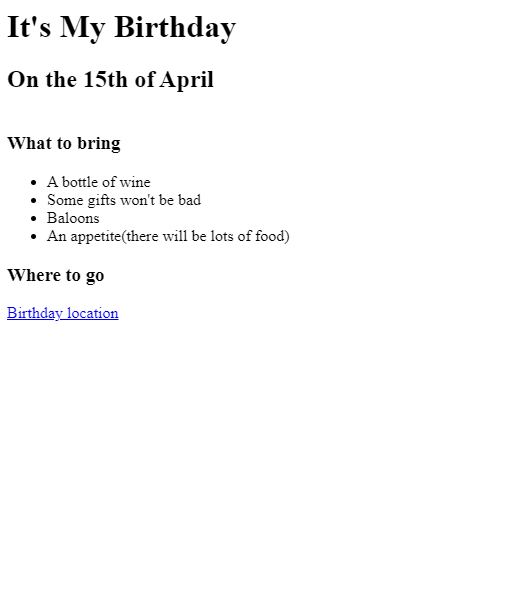 It's My Birthday
On the 15th of April
What to bring
A bottle of wine
Some gifts won't be bad
Baloons
An appetite(there will be lots of food)
Where to go
Birthday location